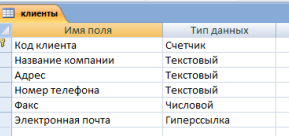 клиенты
Имя поля Тип данных
Код клиента Счетчик
Название компании Текстовый
Адрес Текстовый
Номер телефона Текстовый
Факс Числовой
Электронная почта Гиперссылка